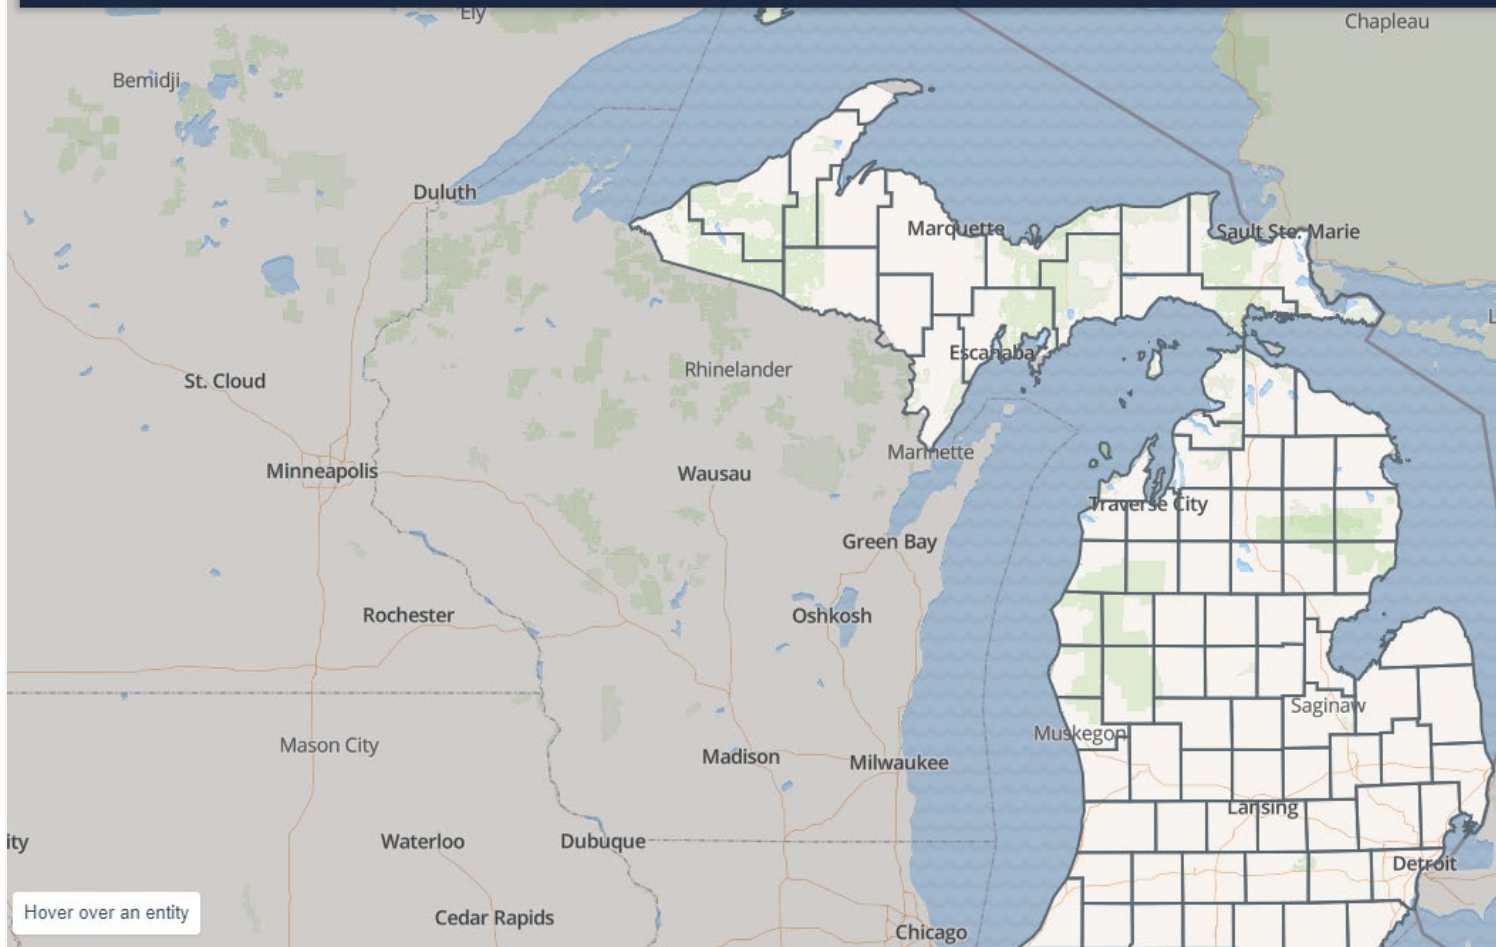 Ely
Chapleau
Bemidji
Duluth
Marquette
Sault Ste. Marie
Escanaba
Rhinelander
St. Cloud
Marinette
Minneapolis
Wausau
Traverse City
Green Bay
Rochester
Oshkosh
Saginaw
Muskegon
Mason City
Madison
Milwaukee
Lansing
ity
Waterloo
Dubuque
Detroit
Hover over an entity
Cedar Rapids
Chicago